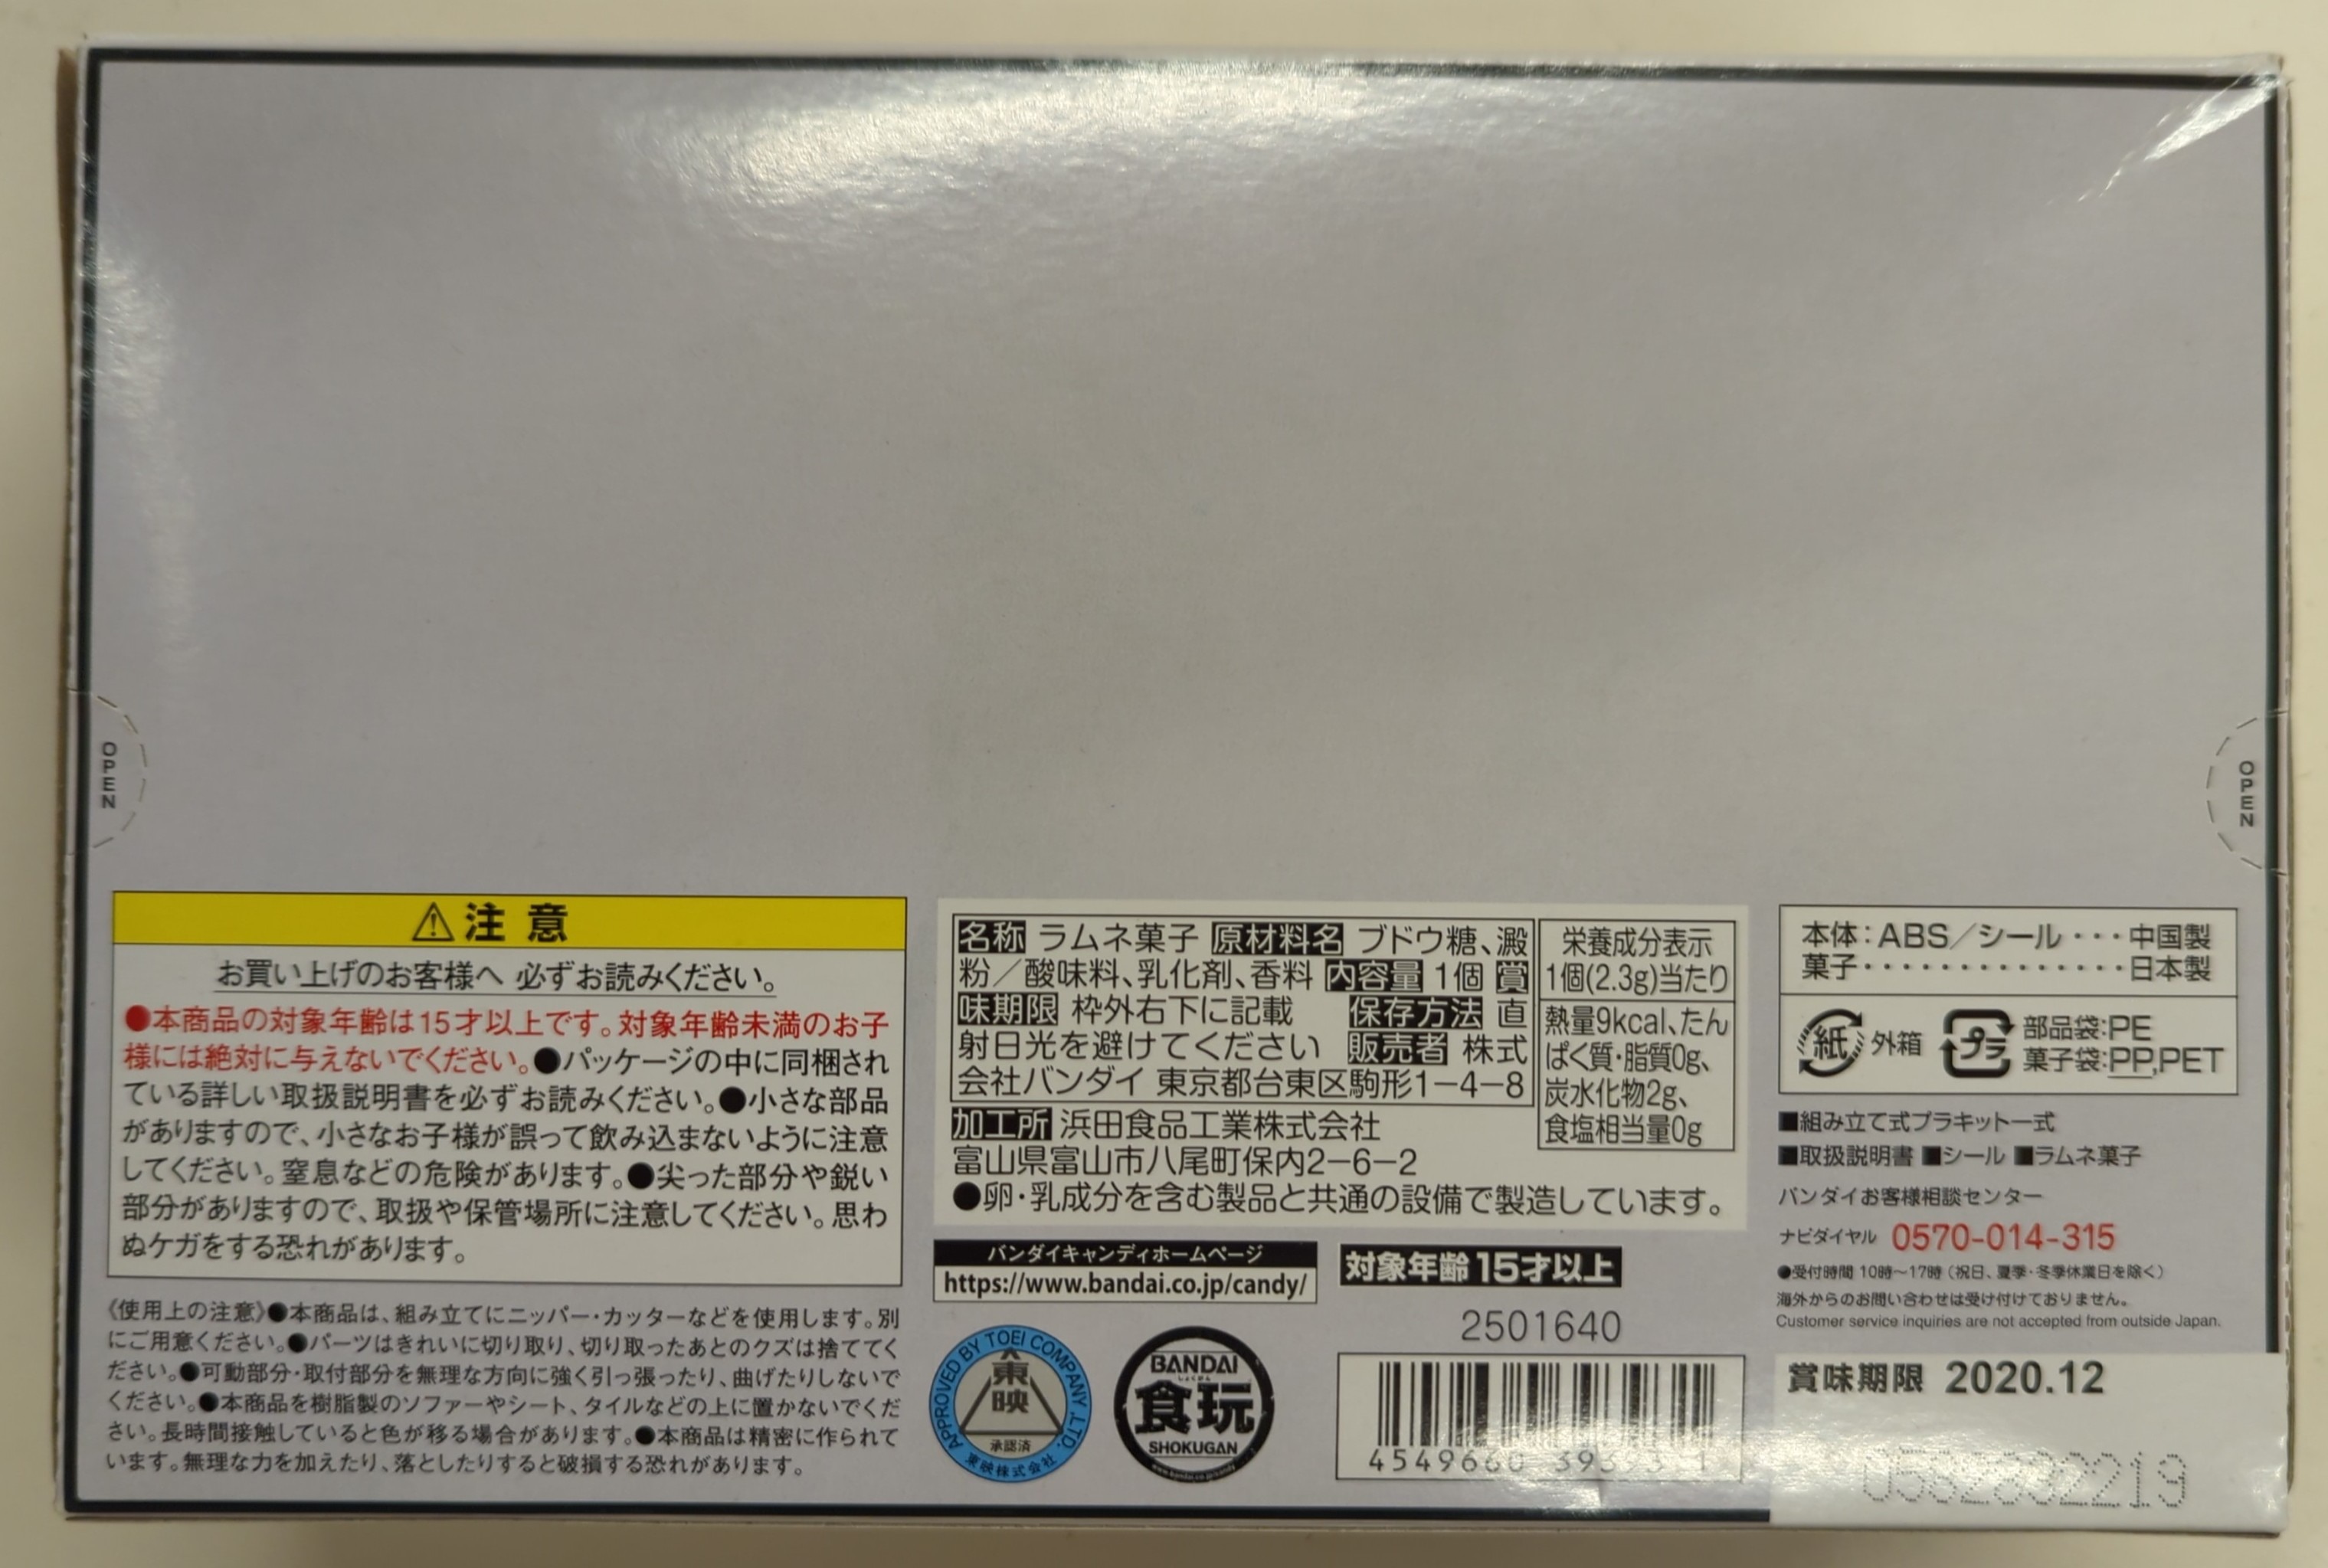 OPEN
OPEN
⚠注 意
お買い上げのお客様へ 必ずお読みください。
●本商品の対象年齢は15才以上です。対象年齢未満のお子
様には絶対に与えないでください。●パッケージの中に同梱され
ている詳しい取扱説明書を必ずお読みください。●小さな部品
がありますので、小さなお子様が誤って飲み込まないように注意
してください。窒息などの危険があります。●尖った部分や鋭い
部分がありますので、取扱や保管場所に注意してください。思わ
ぬケガをする恐れがあります。
《使用上の注意》●本商品は、組み立てにニッパー・カッターなどを使用します。別
にご用意ください。●パーツはきれいに切り取り、切り取ったあとのクズは捨ててく
ださい。●可動部分・取付部分を無理な方向に強く引っ張ったり、曲げたりしないで
ください。●本商品を樹脂製のソファーやシート、タイルなどの上に置かないでくだ
さい。長時間接触していると色が移る場合があります。●本商品は精密に作られて
います。無理な力を加えたり、落としたりすると破損する恐れがあります。
名称 ラムネ菓子 原材料名 ブドウ糖、澱
粉／酸味料、乳化剤、香料 内容量 1個 賞
味期限 枠外右下に記載 保存方法 直
射日光を避けてください 販売者 株式
会社バンダイ 東京都台東区駒形1－4－8
加工所 浜田食品工業株式会社
富山県富山市八尾町保内2－6－2
●卵・乳成分を含む製品と共通の設備で製造しています。
栄養成分表示
1個(2.3g)当たり
熱量9kcal、たん
ぱく質・脂質0g、
炭水化物2g、
食塩相当量0g
バンダイキャンディホームページ
https://www.bandai.co.jp/candy/
APPROVED BY TOEI COMPANY ,LTD.
東映
承認済
東映株式会社
BANDAI
しょくがん
食玩
SHOKUGAN
対象年齢15才以上
2501640
4549660 393931
本体：ABS／シール・・・中国製
菓子・・・・・・・・・・・・・・日本製
紙 外箱
プラ 部品袋:PE
菓子袋:PP,PET
■組み立て式プラキット一式
■取扱説明書 ■シール ■ラムネ菓子
バンダイお客様相談センター
ナビダイヤル 0570-014-315
●受付時間 10時～17時（祝日、夏季・冬季休業日を除く）
海外からのお問い合わせは受け付けておりません。
Customer service inquiries are not accepted from outside Japan.
賞味期限 2020.12